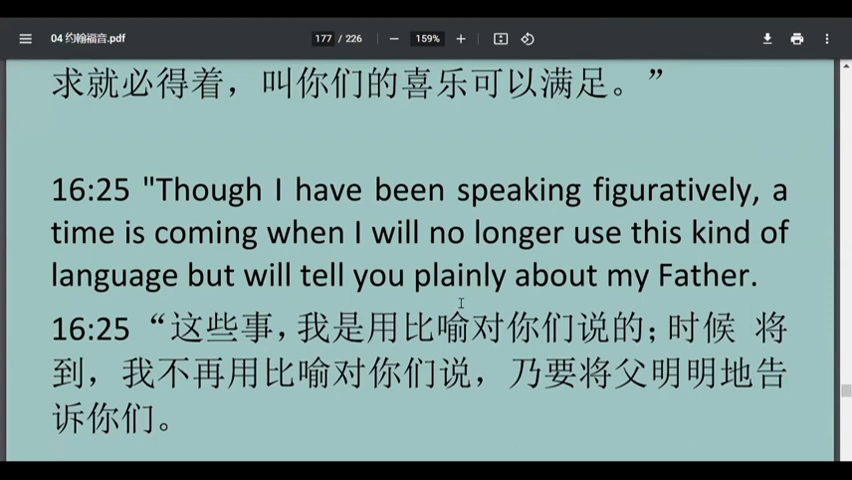 04 约翰福音.pdf
177 / 226
159%
求就必得着，叫你们的喜乐可以满足。”
16:25 "Though I have been speaking figuratively, a
time is coming when I will no longer use this kind of
language but will tell you plainly about my Father.
16:25 “这些事，我是用比喻对你们说的；时候 将
到，我不再用比喻对你们说，乃要将父明明地告
诉你们。